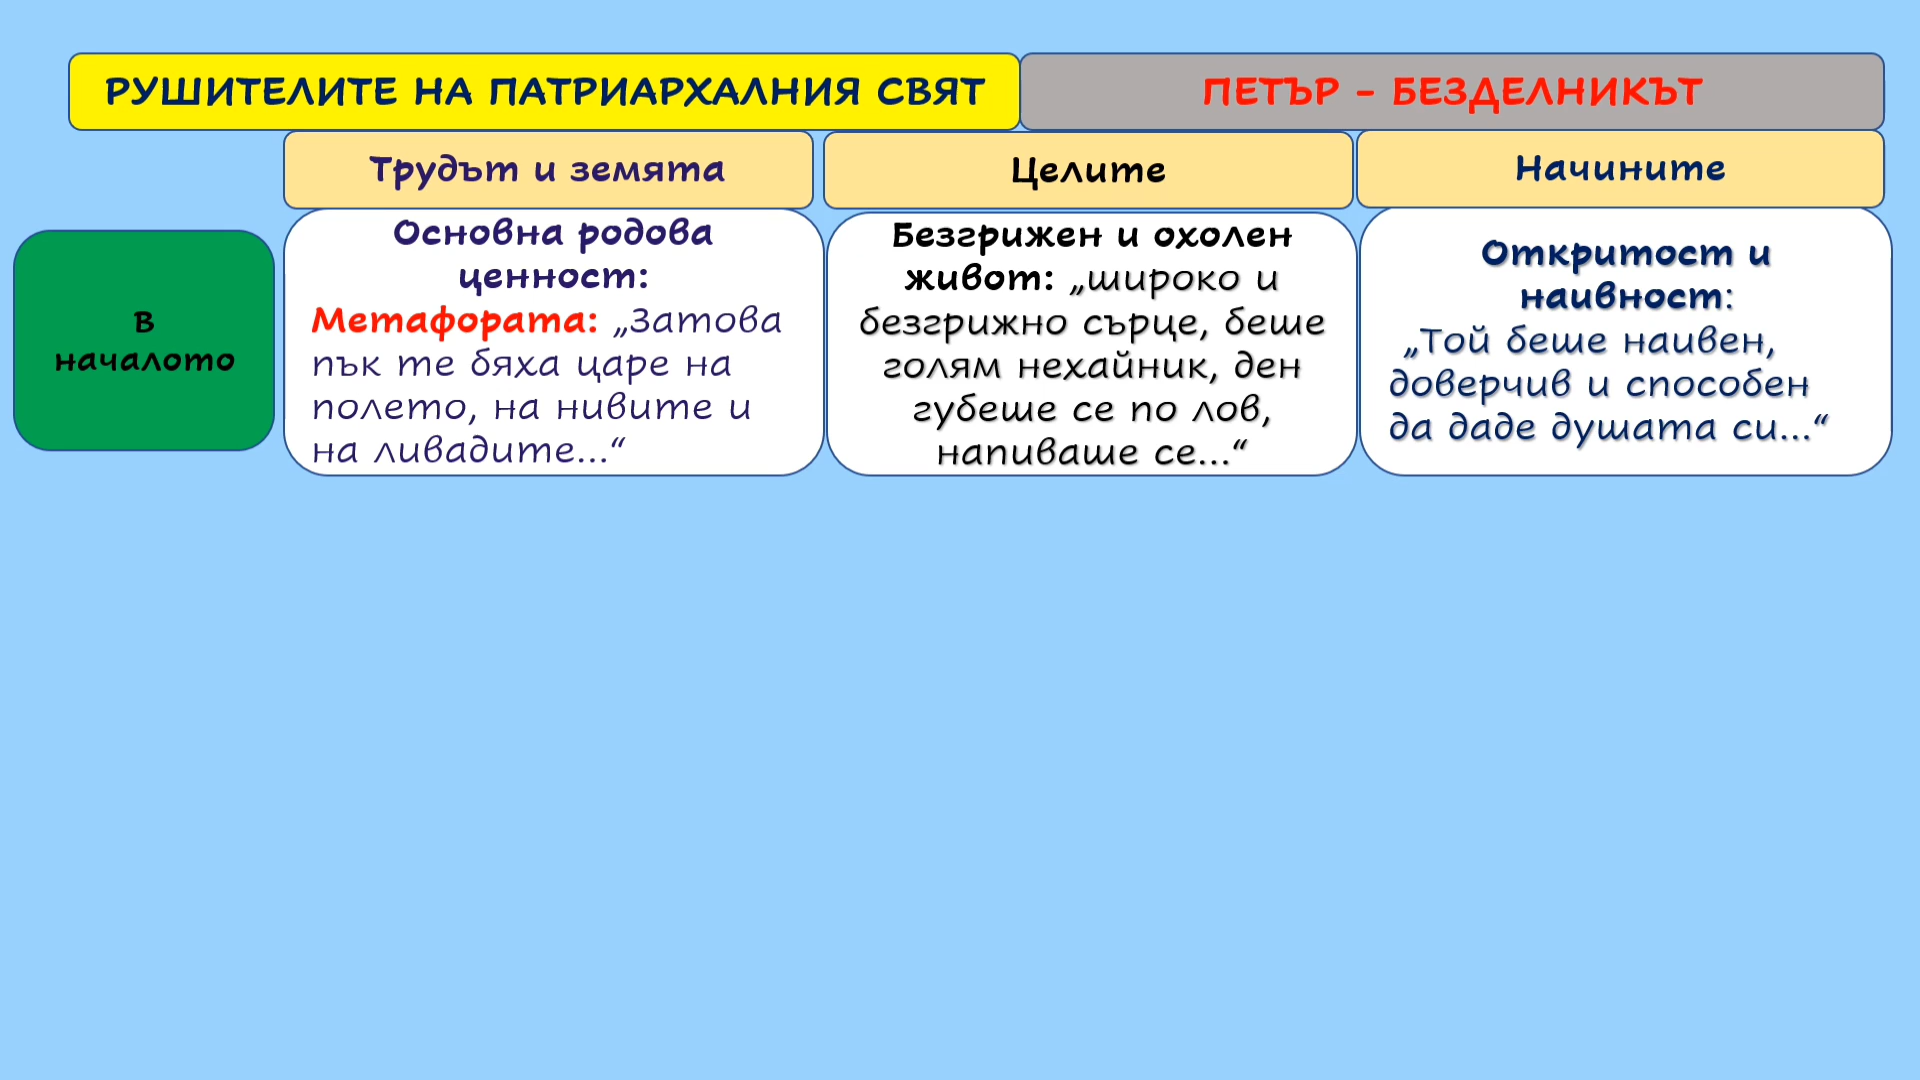 РУШИТЕЛИТЕ НА ПАТРИАРХАЛНИЯ СВЯТ
ПЕТЪР – БЕЗДЕЛНИКЪТ
Трудът и земята
Целите
Начините
В
началото
Основна родова
ценност:
Метафората: „Затова
пък те бяха царе на
полето, на нивите и
на ливадите...“
Безгрижен и охолен
живот: „широко и
безгрижно сърце, беше
голям нехайник, ден
губеше се по лов,
напиваше се...“
Откритост и
наивност:
„Той беше наивен,
доверчив и способен
да даде душата си...“